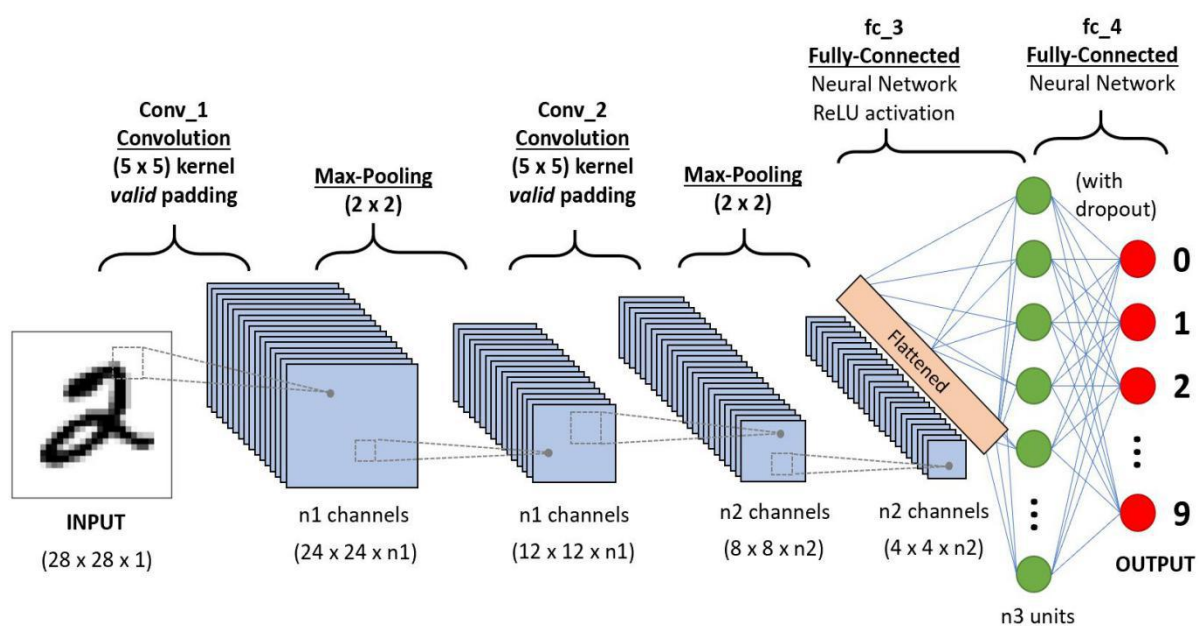 fc_3
Fully-Connected
Neural Network
ReLU activation
fc_4
Fully-Connected
Neural Network
Conv_1
Convolution
(5 x 5) kernel
valid padding
Max-Pooling
(2 x 2)
Conv_2
Convolution
(5 x 5) kernel
valid padding
Max-Pooling
(2 x 2)
(with
dropout)
Flattened
0
1
2
9
INPUT
(28 x 28 x 1)
n1 channels
(24 x 24 x n1)
n1 channels
(12 x 12 x n1)
n2 channels
(8 x 8 x n2)
n2 channels
(4 x 4 x n2)
n3 units
OUTPUT